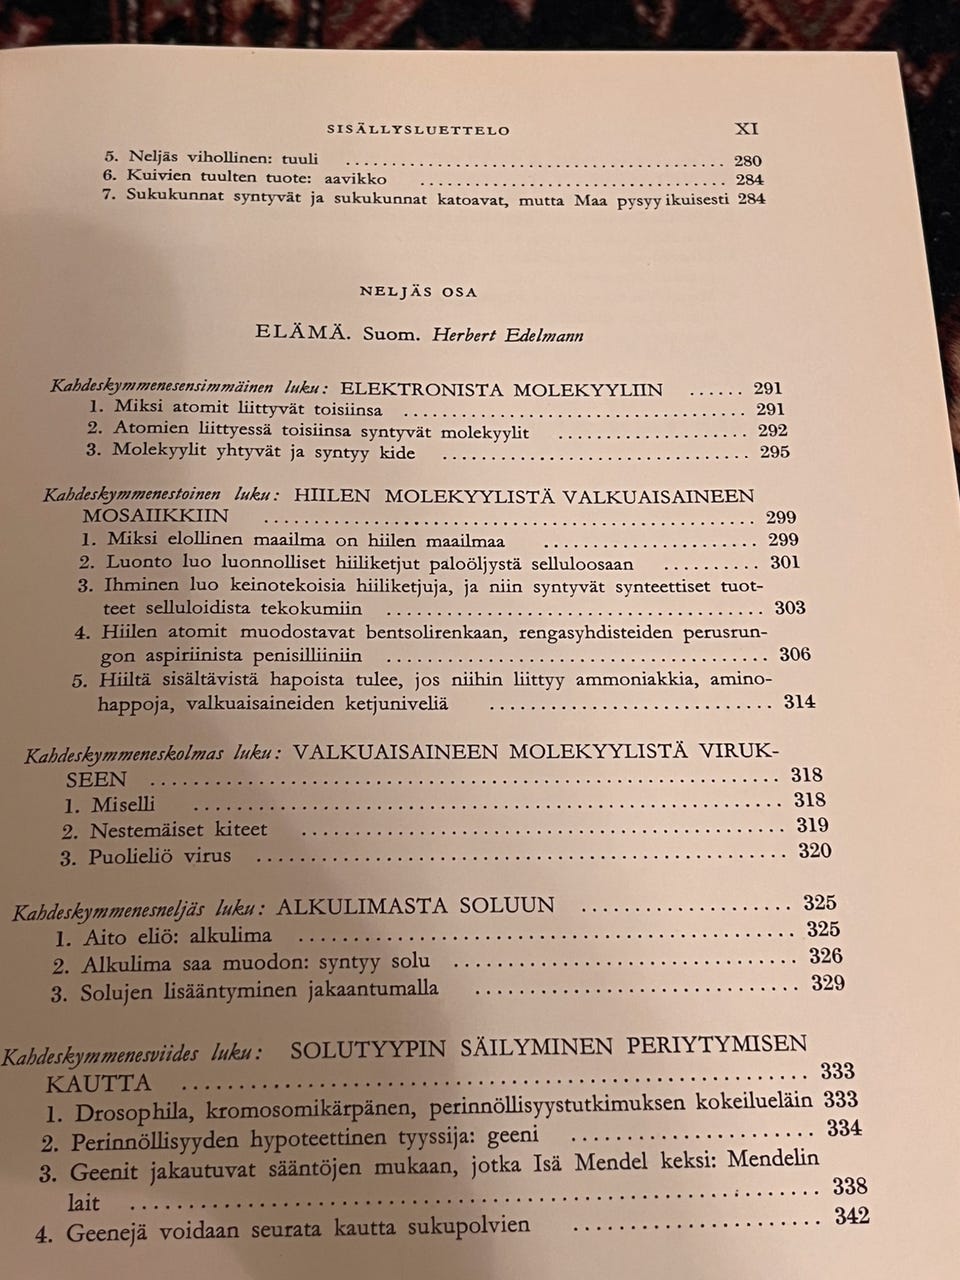 SISÄLLYSLUETTELO XI
5. Neljäs vihollinen: tuuli ........ 280
6. Kuivien tuulten tuote: aavikko ........ 284
7. Sukukunnat syntyvät ja sukukunnat katoavat, mutta Maa pysyy ikuisesti 284
NELJÄS OSA
ELÄMÄ. Suom. Herbert Edelmann
Kahdeskymmenesensimmäinen luku: ELEKTRONISTA MOLEKYYLIIN ...... 291
1. Miksi atomit liittyvät toisiinsa ........ 291
2. Atomien liittyessä toisiinsa syntyvät molekyylit ........ 292
3. Molekyylit yhtyvät ja syntyy kide ........ 295
Kahdeskymmenestoinen luku: HIILEN MOLEKYYLISTÄ VALKUAISAINEEN
MOSAIIKKIIN ........ 299
1. Miksi elollinen maailma on hiilen maailmaa ........ 299
2. Luonto luo luonnolliset hiiliketjut paloöljystä selluloosaan ........ 301
3. Ihminen luo keinotekoisia hiiliketjuja, ja niin syntyvät synteettiset tuot-
teet selluloidista tekokumiin ........ 303
4. Hiilen atomit muodostavat bentsolirenkaan, rengasyhdisteiden perusrun-
gon aspiriinista penisilliiniin ........ 306
5. Hiiltä sisältävistä hapoista tulee, jos niihin liittyy ammoniakkia, amino-
happoja, valkuaisaineiden ketjuniveliä ........ 314
Kahdeskymmeneskolmas luku: VALKUAISAINEEN MOLEKYYLISTÄ VIRUK-
SEEN ........ 318
1. Miselli ........ 318
2. Nestemäiset kiteet ........ 319
3. Puolieliö virus ........ 320
Kahdeskymmenesneljäs luku: ALKULIMASTA SOLUUN ........ 325
1. Aito eliö: alkulima ........ 325
2. Alkulima saa muodon: syntyy solu ........ 326
3. Solujen lisääntyminen jakaantumalla ........ 329
Kahdeskymmenesviides luku: SOLUTYYPIN SÄILYMINEN PERIYTYMISEN
KAUTTA ........ 333
1. Drosophila, kromosomikärpänen, perinnöllisyystutkimuksen kokeilueläin 333
2. Perinnöllisyyden hypoteettinen tyyssija: geeni ........ 334
3. Geenit jakautuvat sääntöjen mukaan, jotka Isä Mendel keksi: Mendelin
lait ........ 338
4. Geenejä voidaan seurata kautta sukupolvien ........ 342